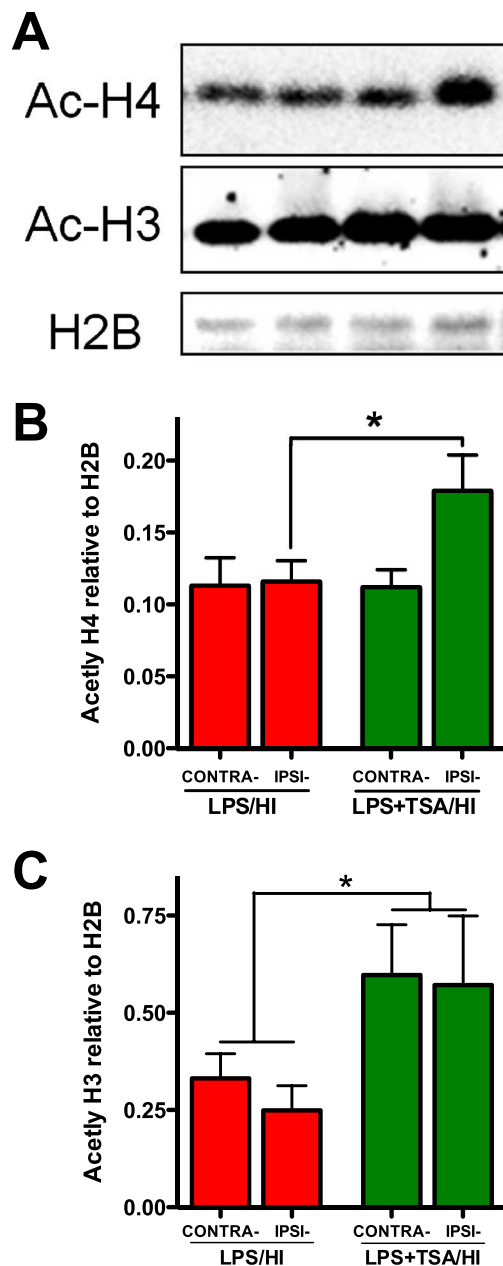 A
Ac-H4
Ac-H3
H2B
B
Acetly H4 relative to H2B
0.20
0.15
0.10
0.05
0.00
*
CONTRA- IPSI- CONTRA- IPSI-
LPS/HI LPS+TSA/HI
C
Acetly H3 relative to H2B
0.75
0.50
0.25
0.00
*
CONTRA- IPSI- CONTRA- IPSI-
LPS/HI LPS+TSA/HI